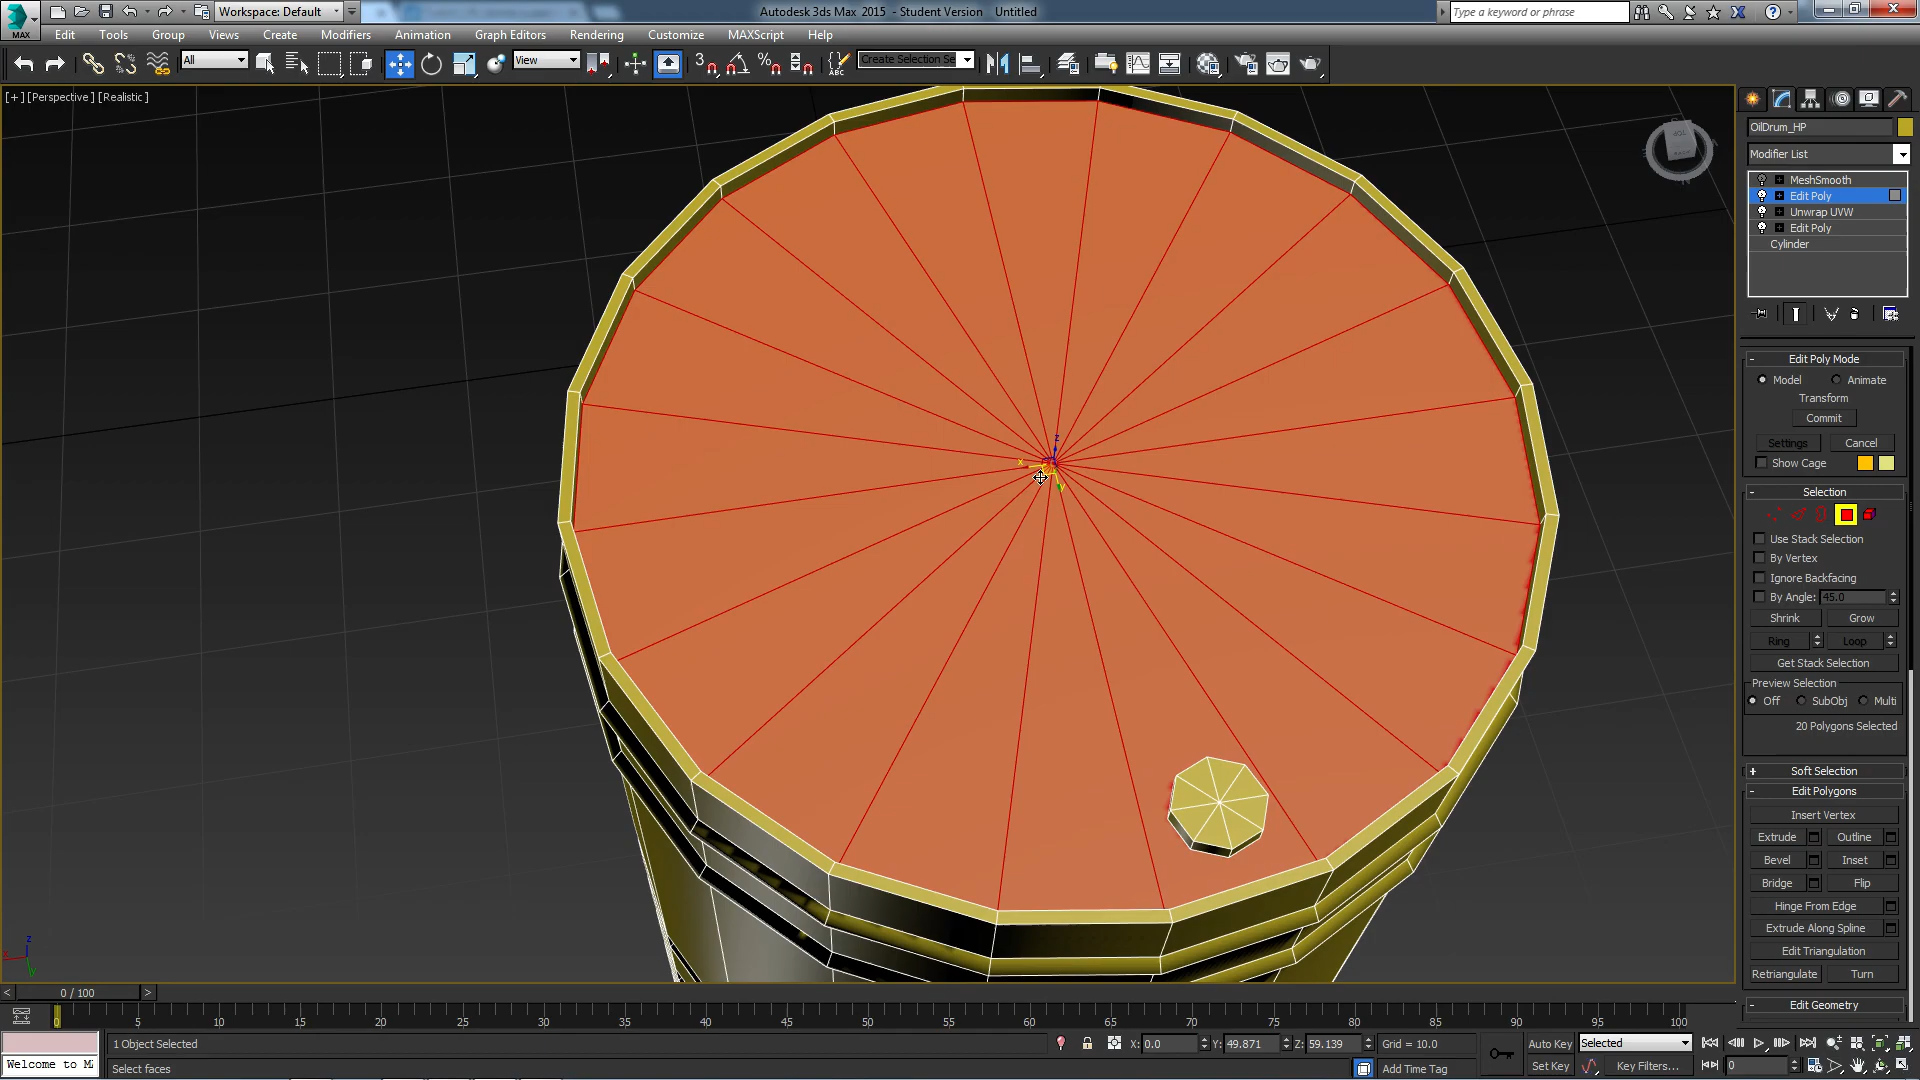 Workspace: Default
Autodesk 3ds Max 2015 - Student Version Untitled
Type a keyword or phrase
MAX
Edit Tools Group Views Create Modifiers Animation Graph Editors Rendering Customize MAXScript Help
All
View
3
%
ABC
Create Selection Se
[+] [Perspective] [Realistic]
OilDrum_HP
Modifier List
MeshSmooth
Edit Poly
Unwrap UVW
Edit Poly
Cylinder
- Edit Poly Mode
Model Animate
Transform
Commit
Settings Cancel
Show Cage
- Selection
Use Stack Selection
By Vertex
Ignore Backfacing
By Angle: 45.0
Shrink Grow
Ring Loop
Get Stack Selection
Preview Selection
Off SubObj Multi
20 Polygons Selected
+ Soft Selection
- Edit Polygons
Insert Vertex
Extrude Outline
Bevel Inset
Bridge Flip
Hinge From Edge
Extrude Along Spline
Edit Triangulation
Retriangulate Turn
- Edit Geometry
z
x
y
z
x
y
< 0 / 100 >
0 5 10 15 20 25 30 35 40 45 50 55 60 65 70 75 80 85 90 95 100
1 Object Selected
X: 0.0 Y: 49.871 Z: 59.139 Grid = 10.0
Auto Key Selected
Welcome to M
Select faces
Add Time Tag
Set Key Key Filters... 0